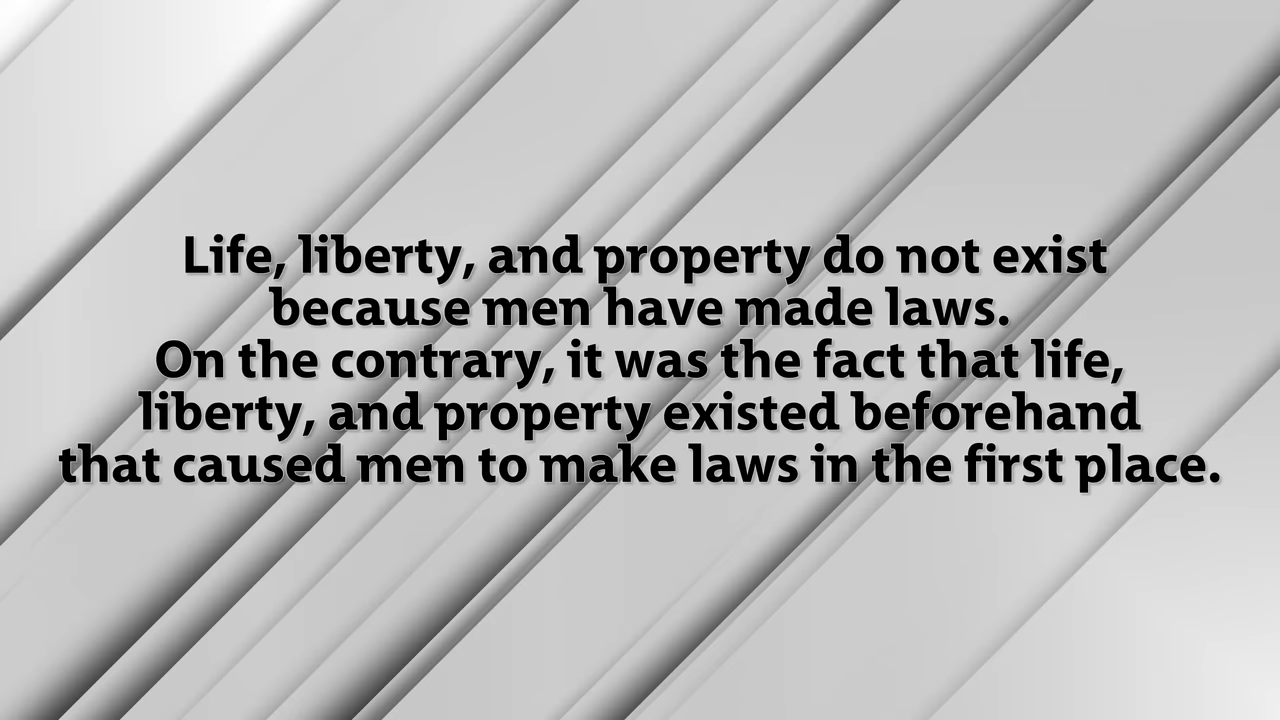 Life, liberty, and property do not exist
because men have made laws.
On the contrary, it was the fact that life,
liberty, and property existed beforehand
that caused men to make laws in the first place.